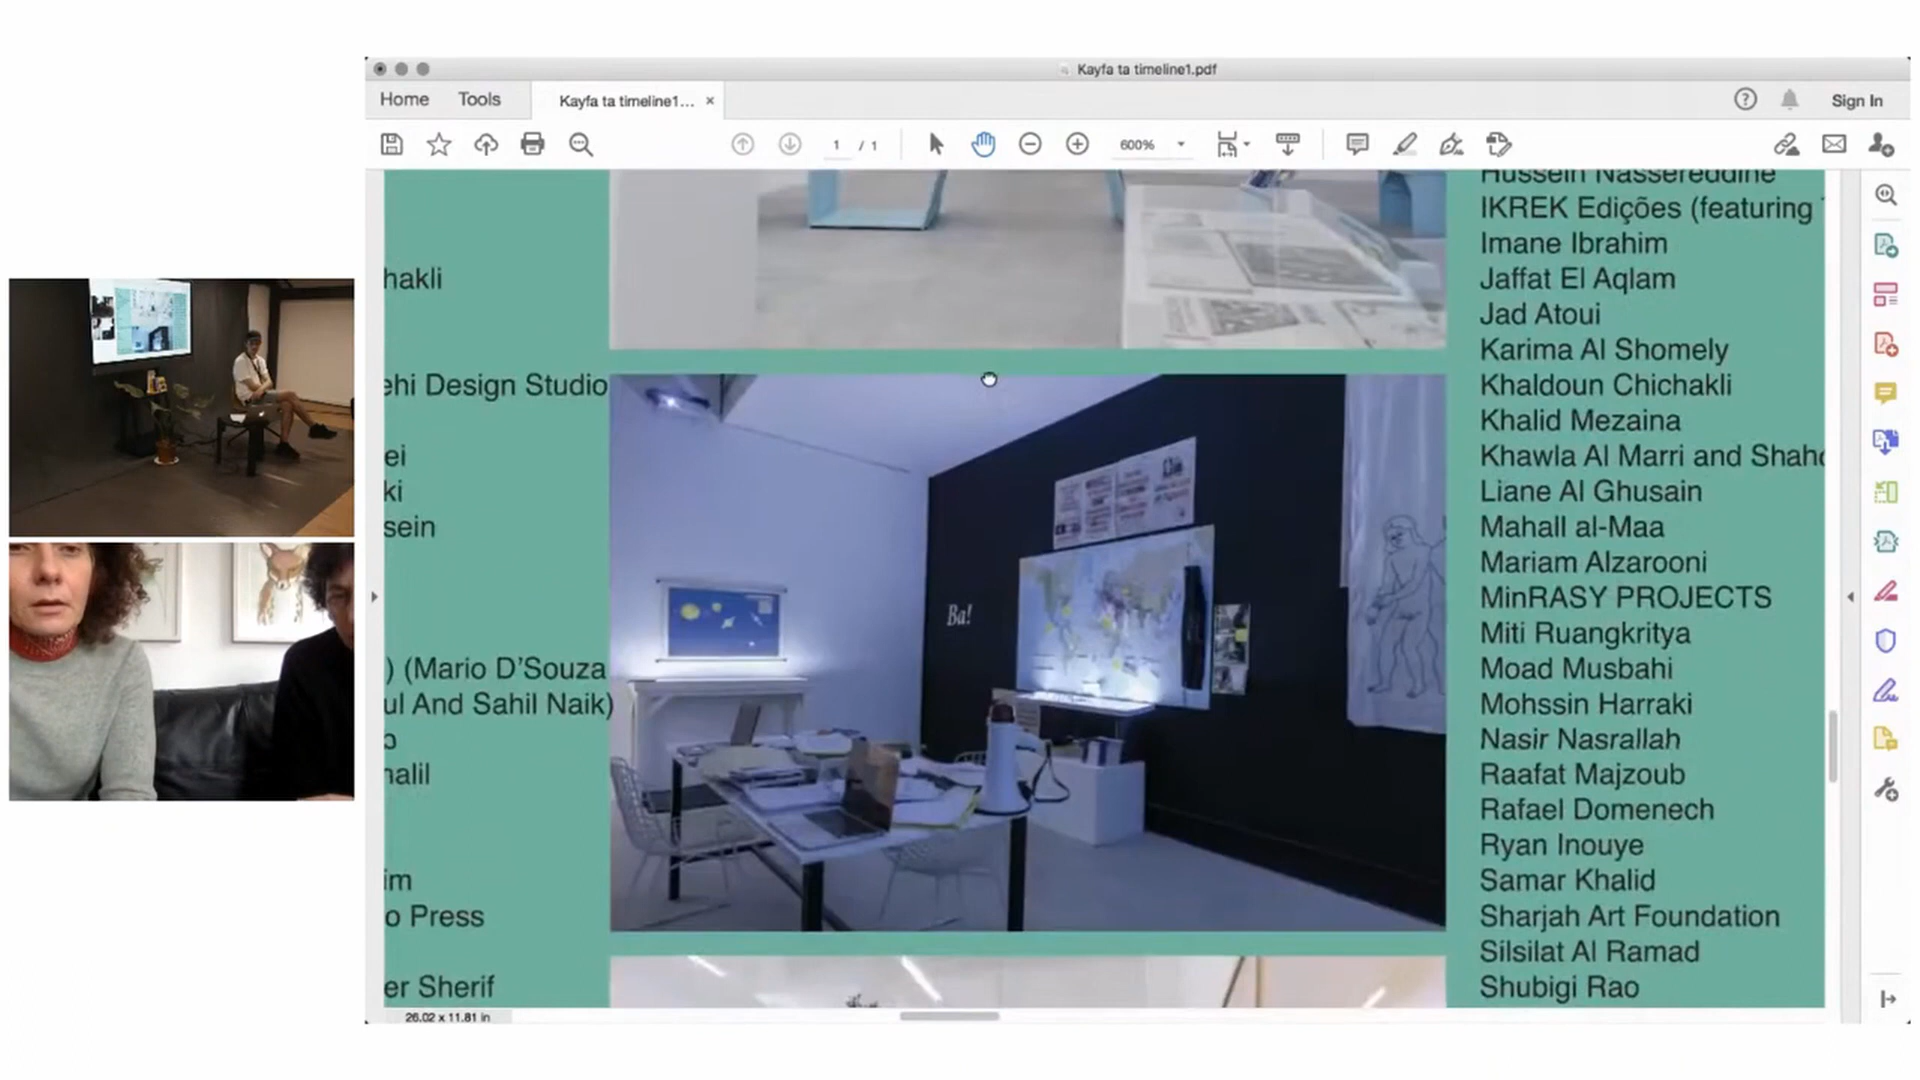 Kayfa ta timeline1.pdf
Home
Tools
Kayfa ta timeline1...
Sign In
1 / 1
600%
hakli
ehi Design Studio
ei
ki
sein
) (Mario D'Souza
ul And Sahil Naik)
halil
im
o Press
er Sherif
Ba!
Hussein Nassereddine
IKREK Edições (featuring
Imane Ibrahim
Jaffat El Aqlam
Jad Atoui
Karima Al Shomely
Khaldoun Chichakli
Khalid Mezaina
Khawla Al Marri and Shaho
Liane Al Ghusain
Mahall al-Maa
Mariam Alzarooni
MinRASY PROJECTS
Miti Ruangkritya
Moad Musbahi
Mohssin Harraki
Nasir Nasrallah
Raafat Majzoub
Rafael Domenech
Ryan Inouye
Samar Khalid
Sharjah Art Foundation
Silsilat Al Ramad
Shubigi Rao
26.02 x 11.81 in